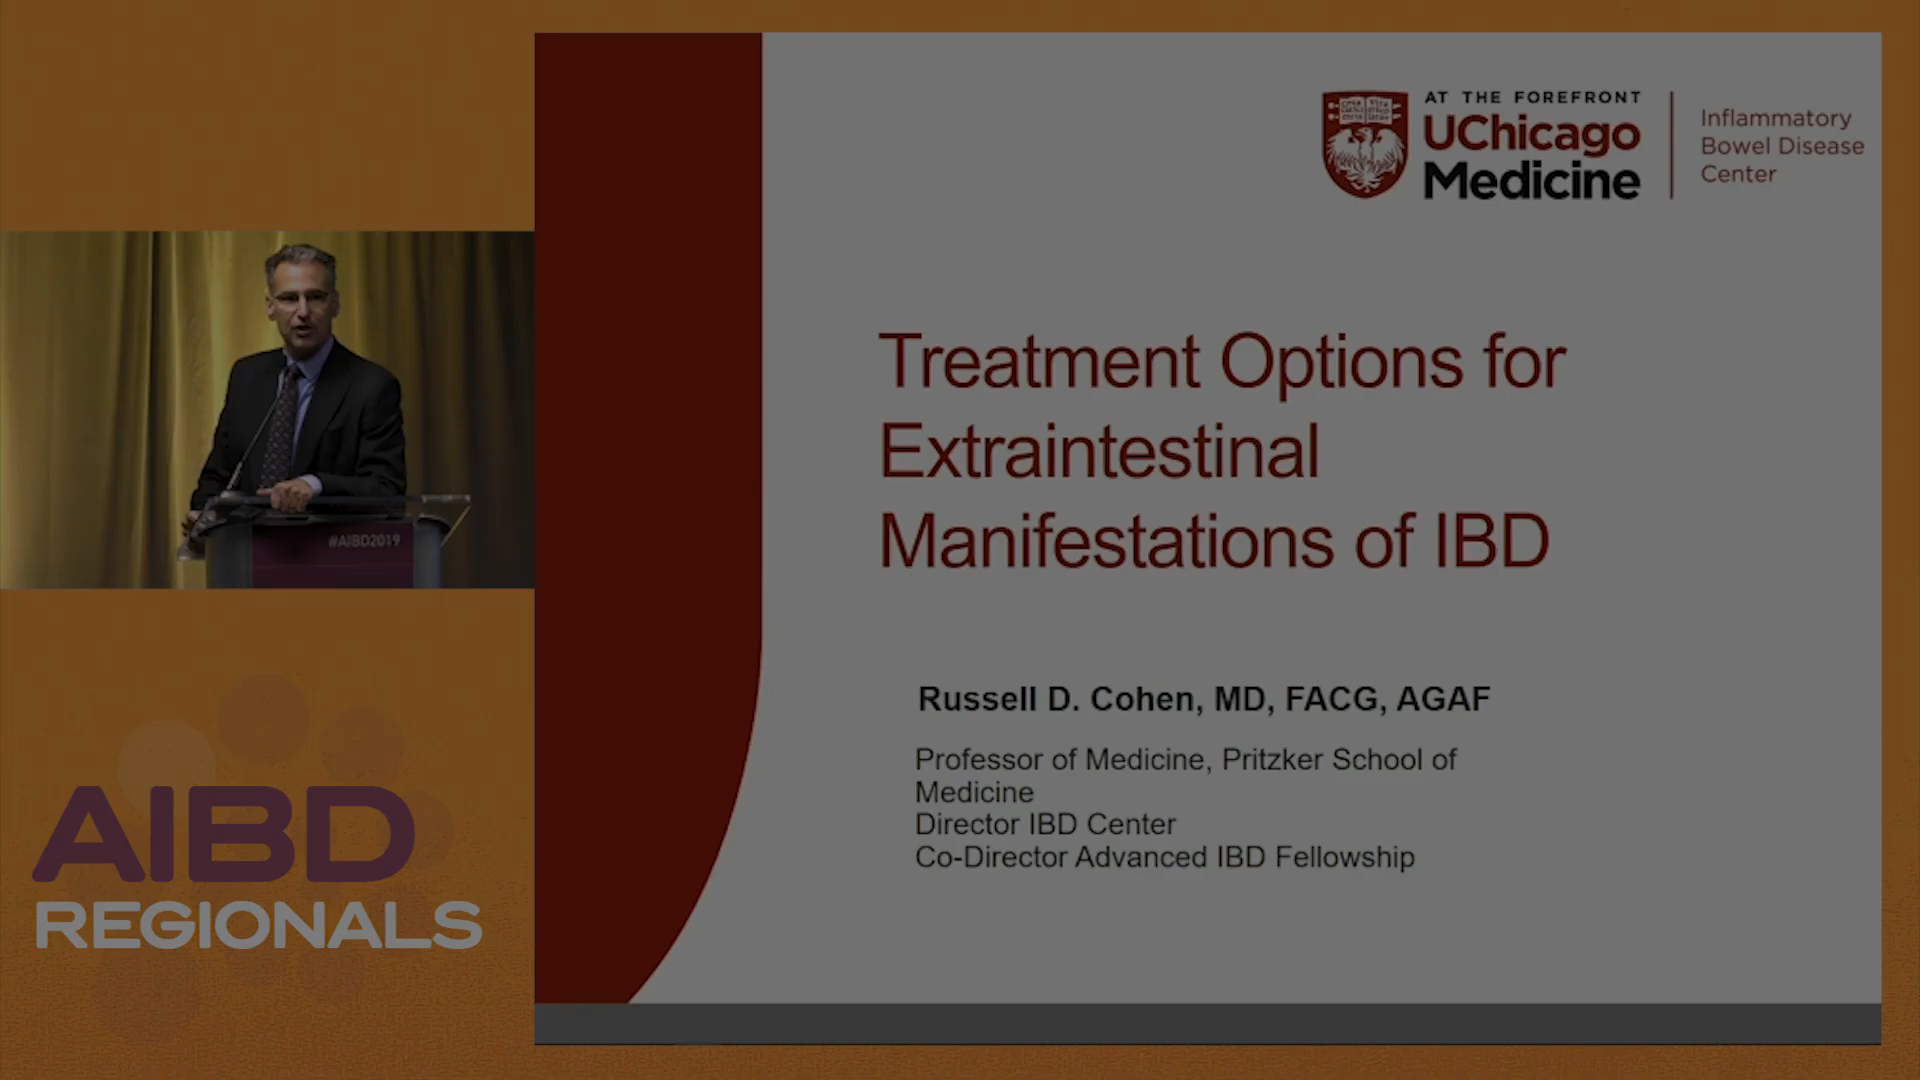 AT THE FOREFRONT
UChicago
Medicine
Inflammatory
Bowel Disease
Center
Treatment Options for
Extraintestinal
Manifestations of IBD
Russell D. Cohen, MD, FACG, AGAF
Professor of Medicine, Pritzker School of
Medicine
Director IBD Center
Co-Director Advanced IBD Fellowship
#AIBD2019
AIBD
REGIONALS